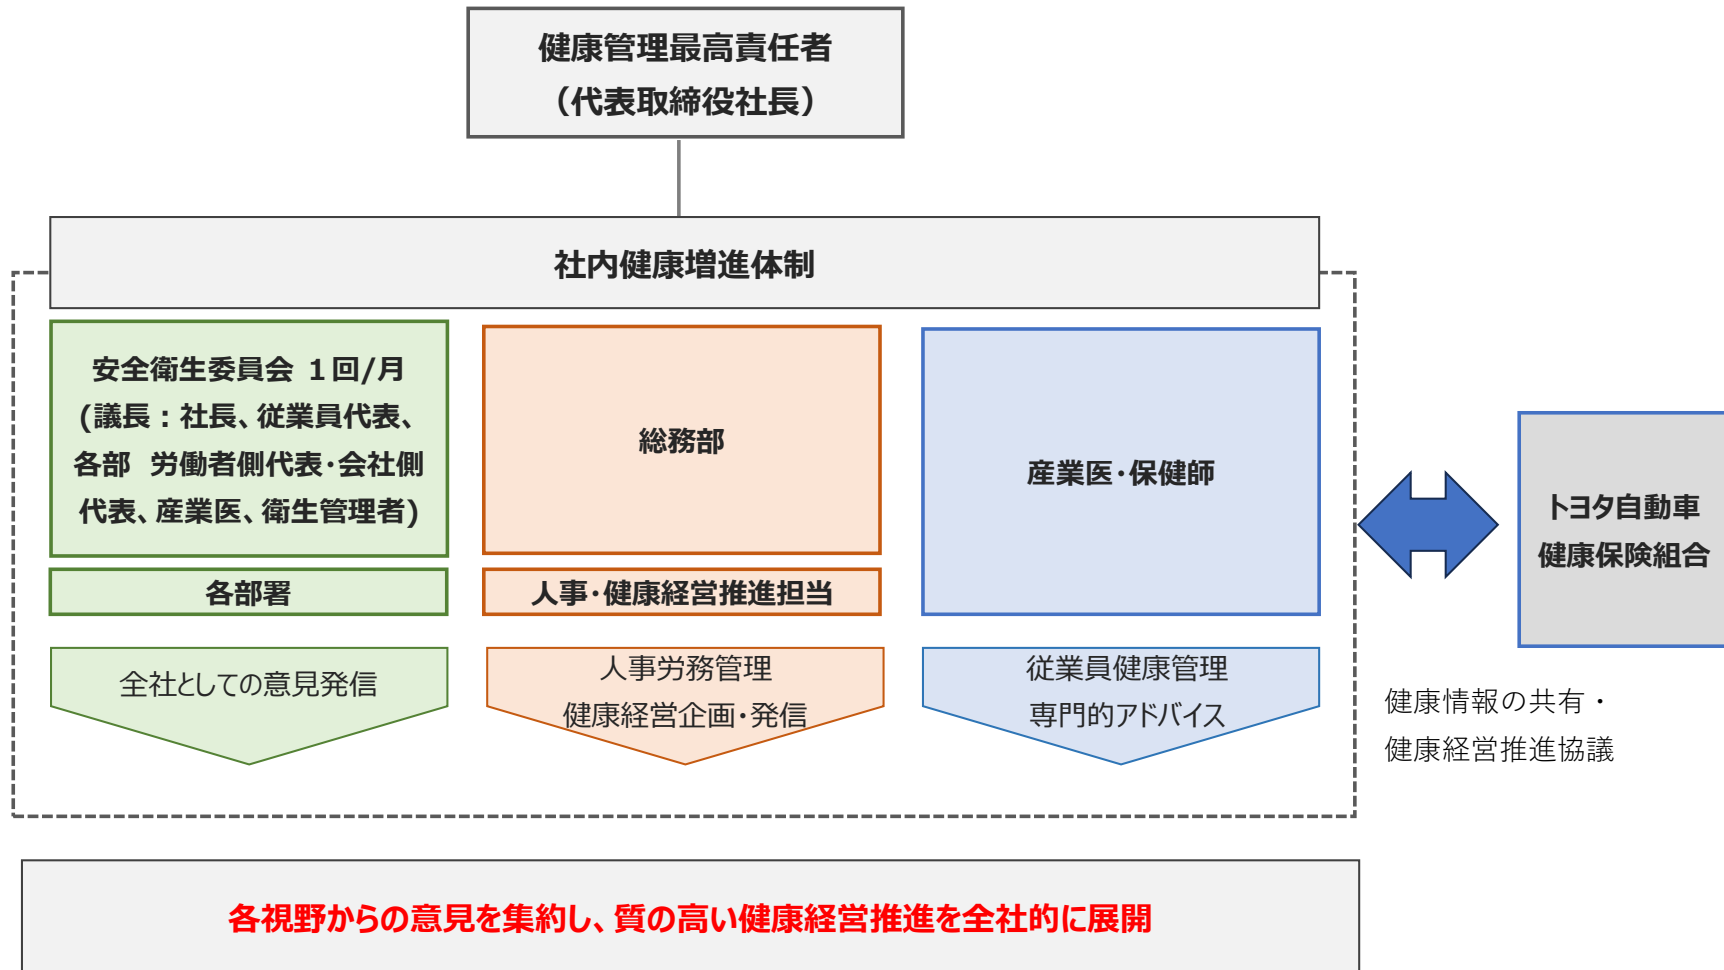 健康管理最高責任者
（代表取締役社長）
社内健康増進体制
安全衛生委員会 １回/月
(議長：社長、従業員代表、
各部 労働者側代表・会社側
代表、産業医、衛生管理者)
各部署
全社としての意見発信
総務部
人事・健康経営推進担当
人事労務管理
健康経営企画・発信
産業医・保健師
従業員健康管理
専門的アドバイス
トヨタ自動車
健康保険組合
健康情報の共有・
健康経営推進協議
各視野からの意見を集約し、質の高い健康経営推進を全社的に展開